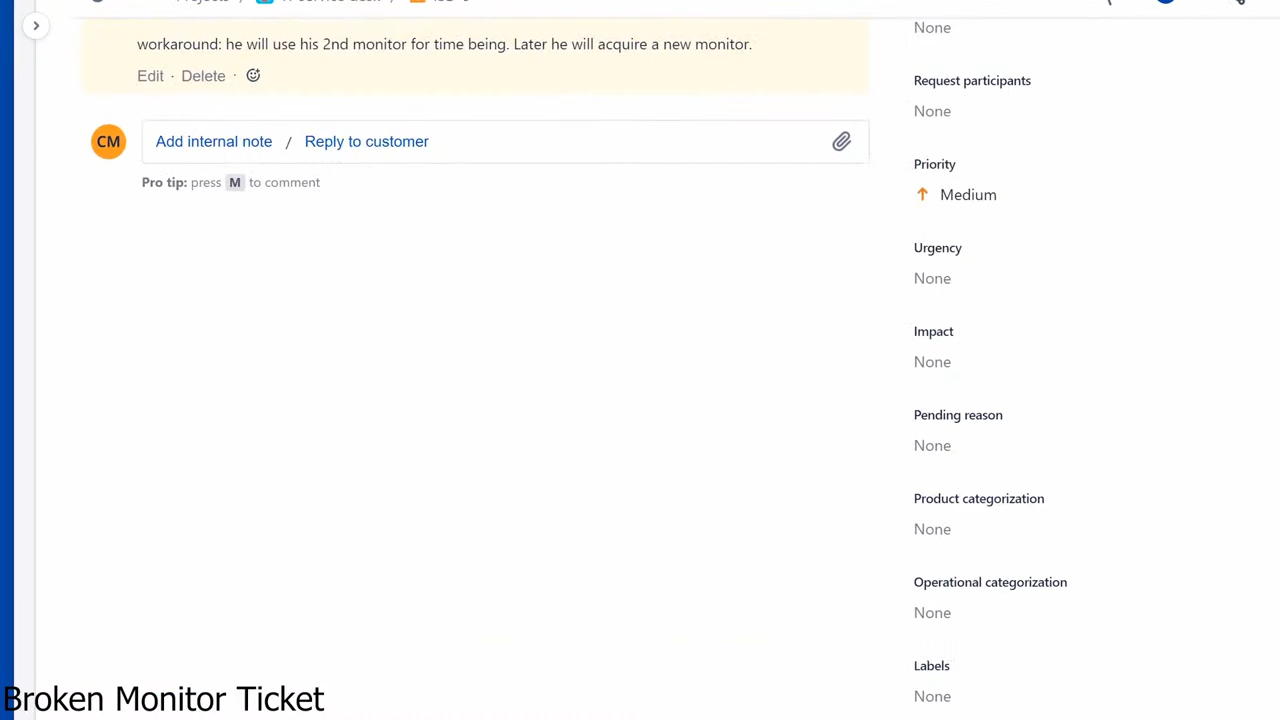 workaround: he will use his 2nd monitor for time being. Later he will acquire a new monitor.
Edit · Delete ·
CM
Add internal note / Reply to customer
Pro tip: press M to comment
None
Request participants
None
Priority
Medium
Urgency
None
Impact
None
Pending reason
None
Product categorization
None
Operational categorization
None
Labels
None
Broken Monitor Ticket